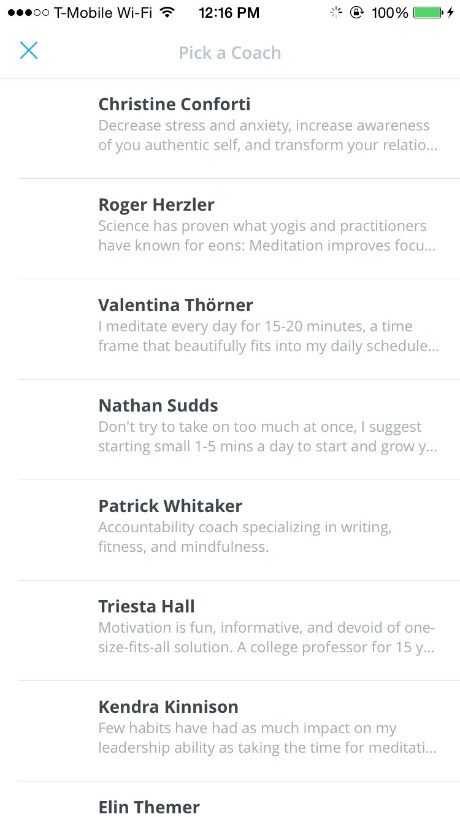 T-Mobile Wi-Fi 12:16 PM 100%
Pick a Coach
Christine Conforti
Decrease stress and anxiety, increase awareness
of you authentic self, and transform your relatio...
Roger Herzler
Science has proven what yogis and practitioners
have known for eons: Meditation improves focu...
Valentina Thörner
I meditate every day for 15-20 minutes, a time
frame that beautifully fits into my daily schedule...
Nathan Sudds
Don't try to take on too much at once, I suggest
starting small 1-5 mins a day to start and grow y...
Patrick Whitaker
Accountability coach specializing in writing,
fitness, and mindfulness.
Triesta Hall
Motivation is fun, informative, and devoid of one-
size-fits-all solution. A college professor for 15 y...
Kendra Kinnison
Few habits have had as much impact on my
leadership ability as taking the time for meditati...
Elin Themer